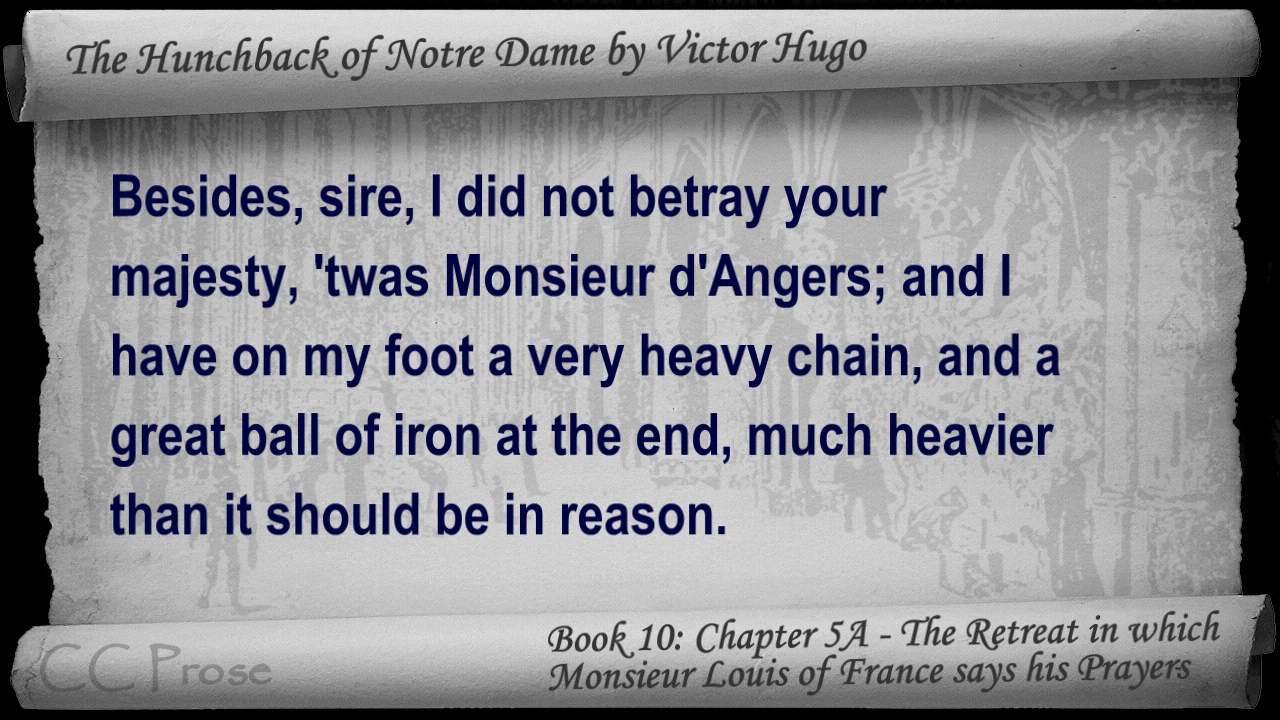 The Hunchback of Notre Dame by Victor Hugo
Besides, sire, I did not betray your
majesty, 'twas Monsieur d'Angers; and I
have on my foot a very heavy chain, and a
great ball of iron at the end, much heavier
than it should be in reason.
Book 10: Chapter 5A - The Retreat in which
Monsieur Louis of France says his Prayers
CC Prose